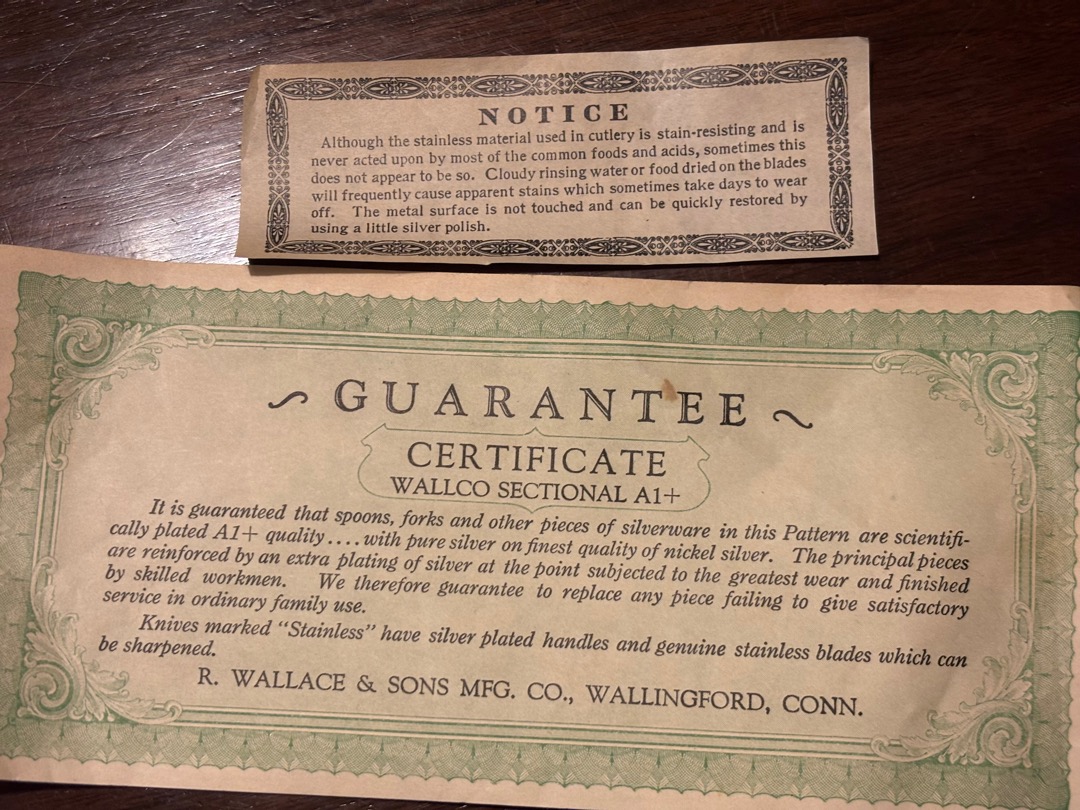 NOTICE
Although the stainless material used in cutlery is stain-resisting and is
never acted upon by most of the common foods and acids, sometimes this
does not appear to be so. Cloudy rinsing water or food dried on the blades
will frequently cause apparent stains which sometimes take days to wear
off. The metal surface is not touched and can be quickly restored by
using a little silver polish.
~ GUARANTEE ~
CERTIFICATE
WALLCO SECTIONAL A1+
It is guaranteed that spoons, forks and other pieces of silverware in this Pattern are scientifi-
cally plated A1+ quality .... with pure silver on finest quality of nickel silver. The principal pieces
are reinforced by an extra plating of silver at the point subjected to the greatest wear and finished
by skilled workmen. We therefore guarantee to replace any piece failing to give satisfactory
service in ordinary family use.
Knives marked "Stainless" have silver plated handles and genuine stainless blades which can
be sharpened.
R. WALLACE & SONS MFG. CO., WALLINGFORD, CONN.